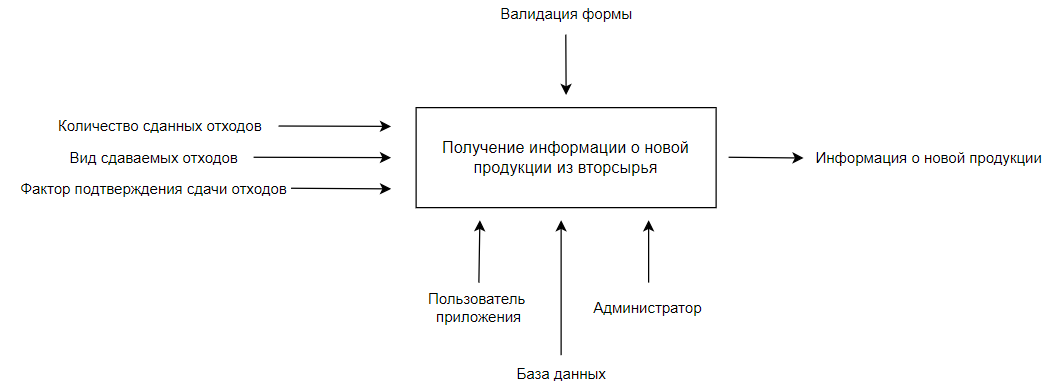 Валидация формы
Количество сданных отходов
Вид сдаваемых отходов
Фактор подтверждения сдачи отходов
Получение информации о новой
продукции из вторсырья
Информация о новой продукции
Пользователь
приложения
Администратор
База данных